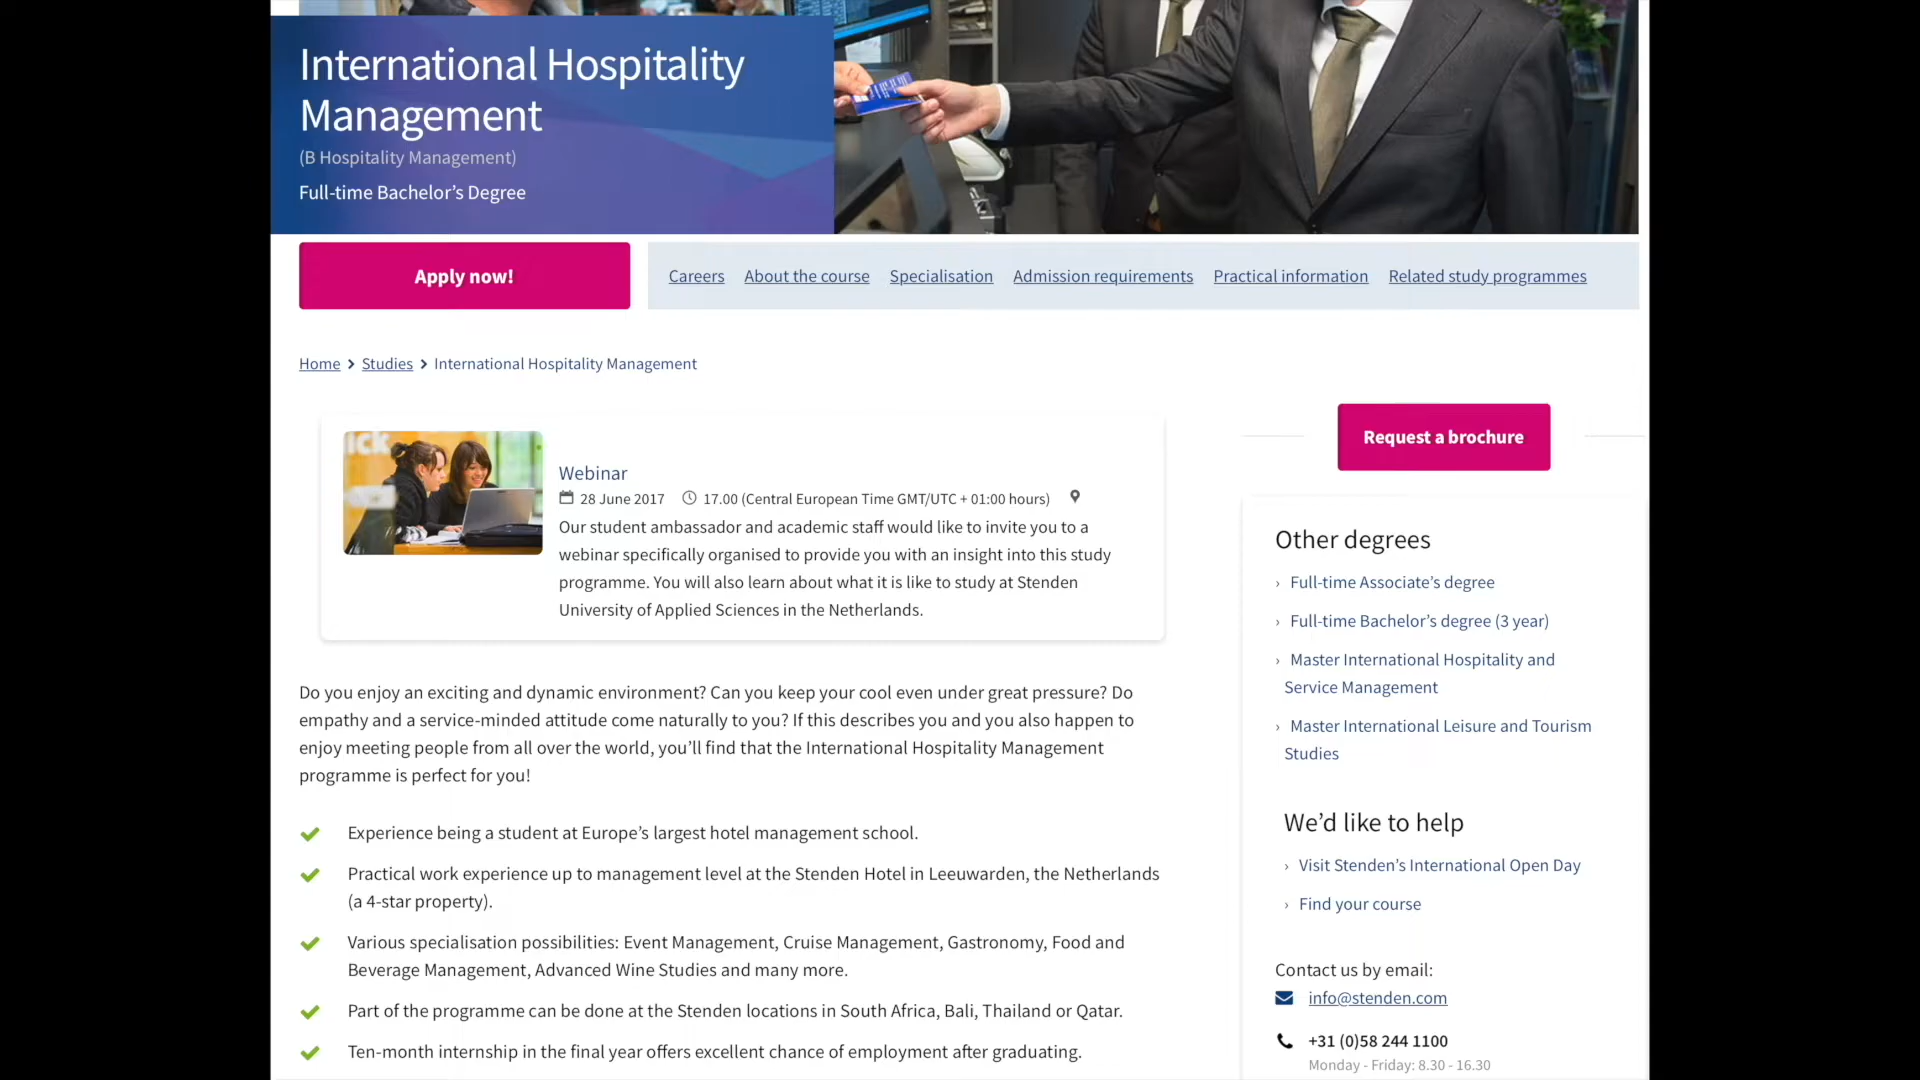 International Hospitality
Management
(B Hospitality Management)
Full-time Bachelor’s Degree
Apply now!
Careers About the course Specialisation Admission requirements Practical information Related study programmes
Home > Studies > International Hospitality Management
Request a brochure
ick
Webinar
28 June 2017 17.00 (Central European Time GMT/UTC + 01:00 hours)
Our student ambassador and academic staff would like to invite you to a
webinar specifically organised to provide you with an insight into this study
programme. You will also learn about what it is like to study at Stenden
University of Applied Sciences in the Netherlands.
Do you enjoy an exciting and dynamic environment? Can you keep your cool even under great pressure? Do
empathy and a service-minded attitude come naturally to you? If this describes you and you also happen to
enjoy meeting people from all over the world, you’ll find that the International Hospitality Management
programme is perfect for you!
Experience being a student at Europe’s largest hotel management school.
Practical work experience up to management level at the Stenden Hotel in Leeuwarden, the Netherlands
(a 4-star property).
Various specialisation possibilities: Event Management, Cruise Management, Gastronomy, Food and
Beverage Management, Advanced Wine Studies and many more.
Part of the programme can be done at the Stenden locations in South Africa, Bali, Thailand or Qatar.
Ten-month internship in the final year offers excellent chance of employment after graduating.
Other degrees
› Full-time Associate’s degree
› Full-time Bachelor’s degree (3 year)
› Master International Hospitality and
Service Management
› Master International Leisure and Tourism
Studies
We’d like to help
› Visit Stenden’s International Open Day
› Find your course
Contact us by email:
info@stenden.com
+31 (0)58 244 1100
Monday - Friday: 8.30 - 16.30